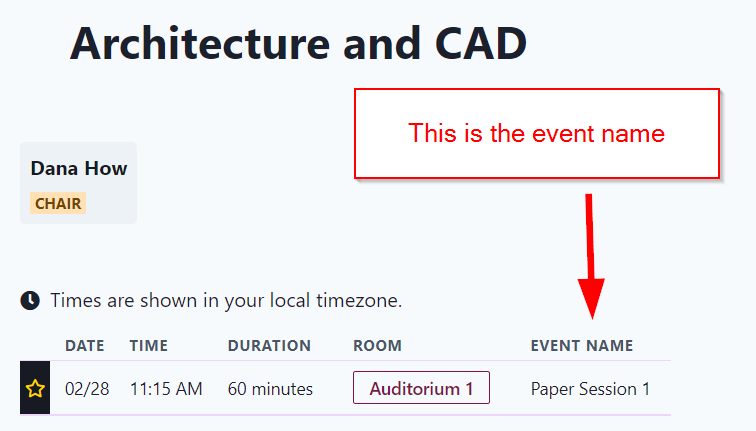 Architecture and CAD
This is the event name
Dana How
CHAIR
Times are shown in your local timezone.
DATE TIME DURATION ROOM EVENT NAME
02/28 11:15 AM 60 minutes Auditorium 1 Paper Session 1